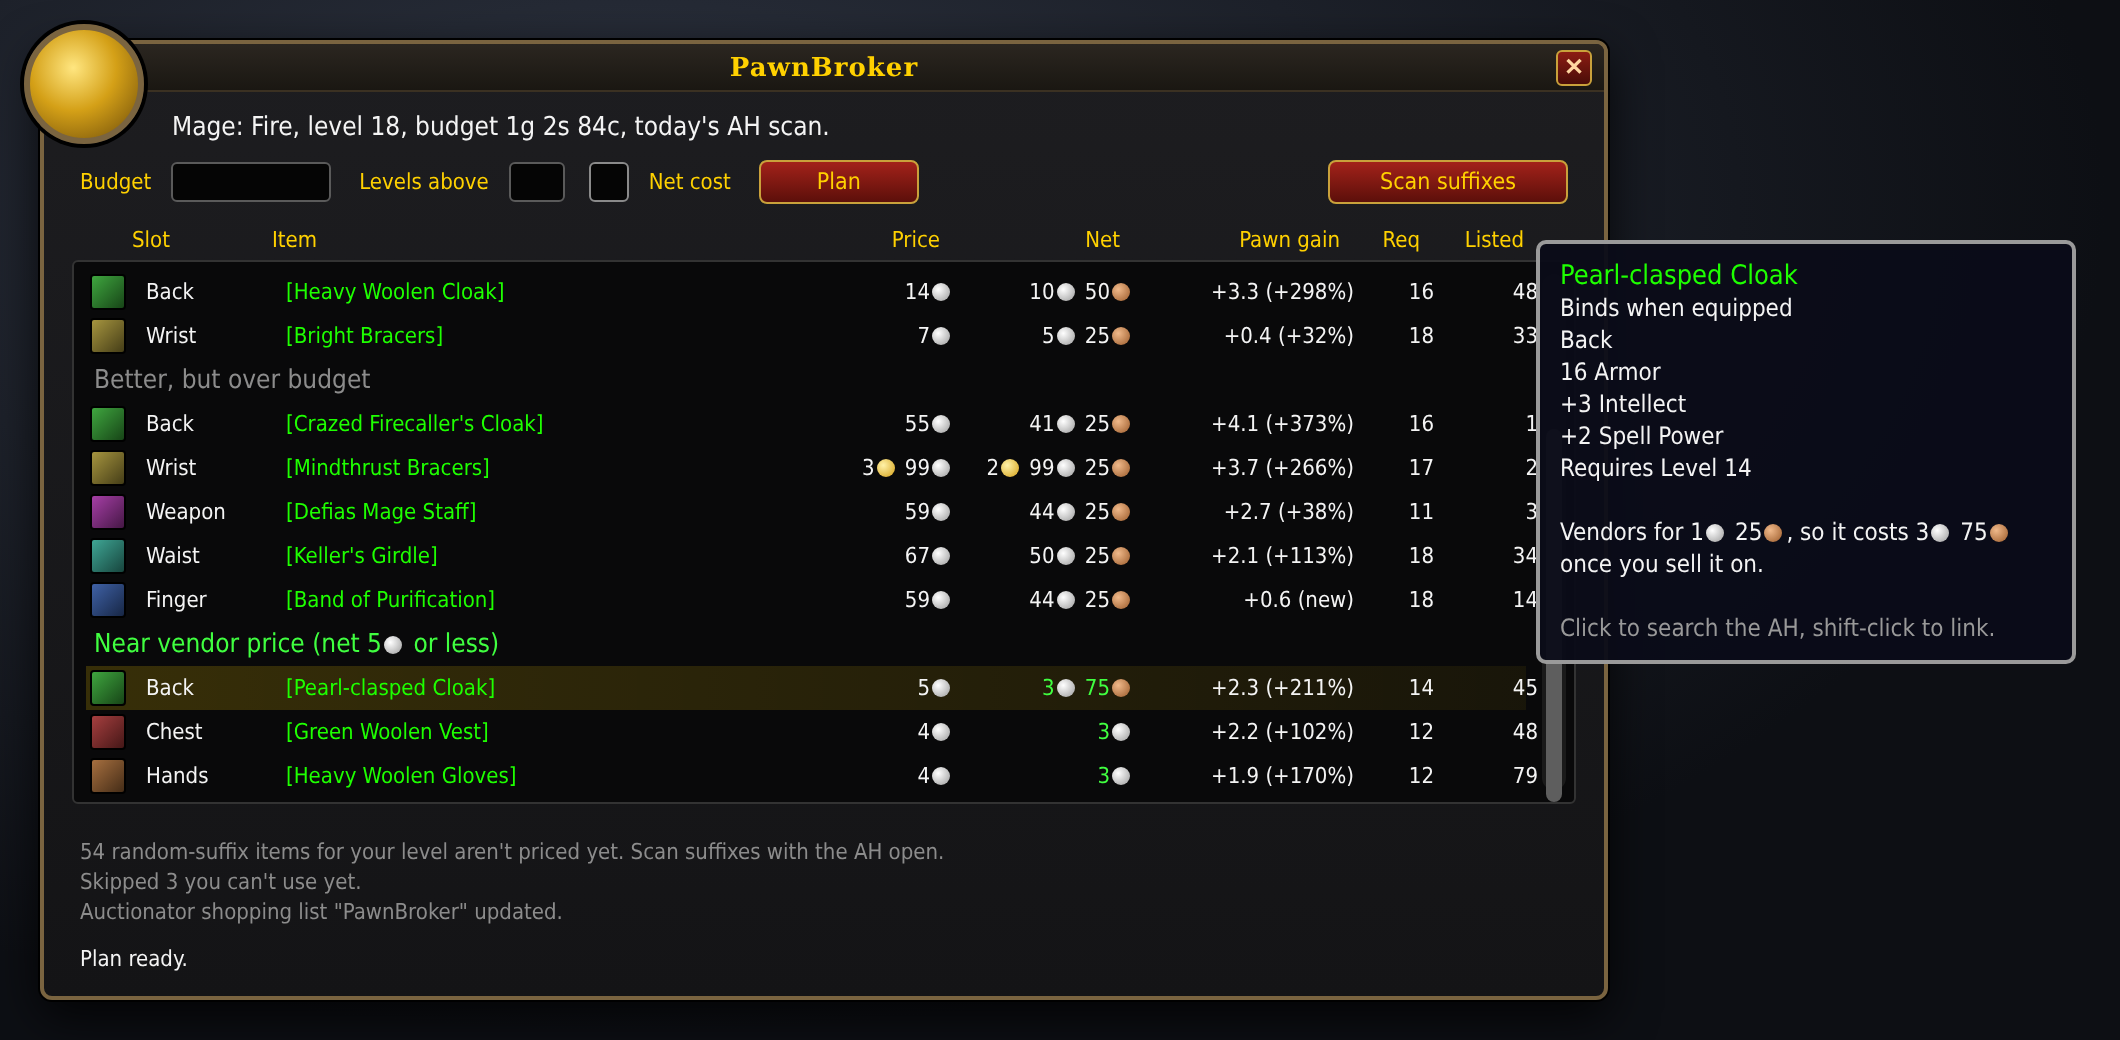 PawnBroker
Mage: Fire, level 18, budget 1g 2s 84c, today's AH scan.
Budget Levels above Net cost Plan Scan suffixes
Slot Item Price Net Pawn gain Req Listed
Back [Heavy Woolen Cloak] 14 10 50 +3.3 (+298%) 16 48
Wrist [Bright Bracers] 7 5 25 +0.4 (+32%) 18 33
Better, but over budget
Back [Crazed Firecaller's Cloak] 55 41 25 +4.1 (+373%) 16 1
Wrist [Mindthrust Bracers] 3 99 2 99 25 +3.7 (+266%) 17 2
Weapon [Defias Mage Staff] 59 44 25 +2.7 (+38%) 11 3
Waist [Keller's Girdle] 67 50 25 +2.1 (+113%) 18 34
Finger [Band of Purification] 59 44 25 +0.6 (new) 18 14
Near vendor price (net 5 or less)
Back [Pearl-clasped Cloak] 5 3 75 +2.3 (+211%) 14 45
Chest [Green Woolen Vest] 4 3 +2.2 (+102%) 12 48
Hands [Heavy Woolen Gloves] 4 3 +1.9 (+170%) 12 79
54 random-suffix items for your level aren't priced yet. Scan suffixes with the AH open.
Skipped 3 you can't use yet.
Auctionator shopping list "PawnBroker" updated.
Plan ready.
Pearl-clasped Cloak
Binds when equipped
Back
16 Armor
+3 Intellect
+2 Spell Power
Requires Level 14
Vendors for 1 25, so it costs 3 75
once you sell it on.
Click to search the AH, shift-click to link.